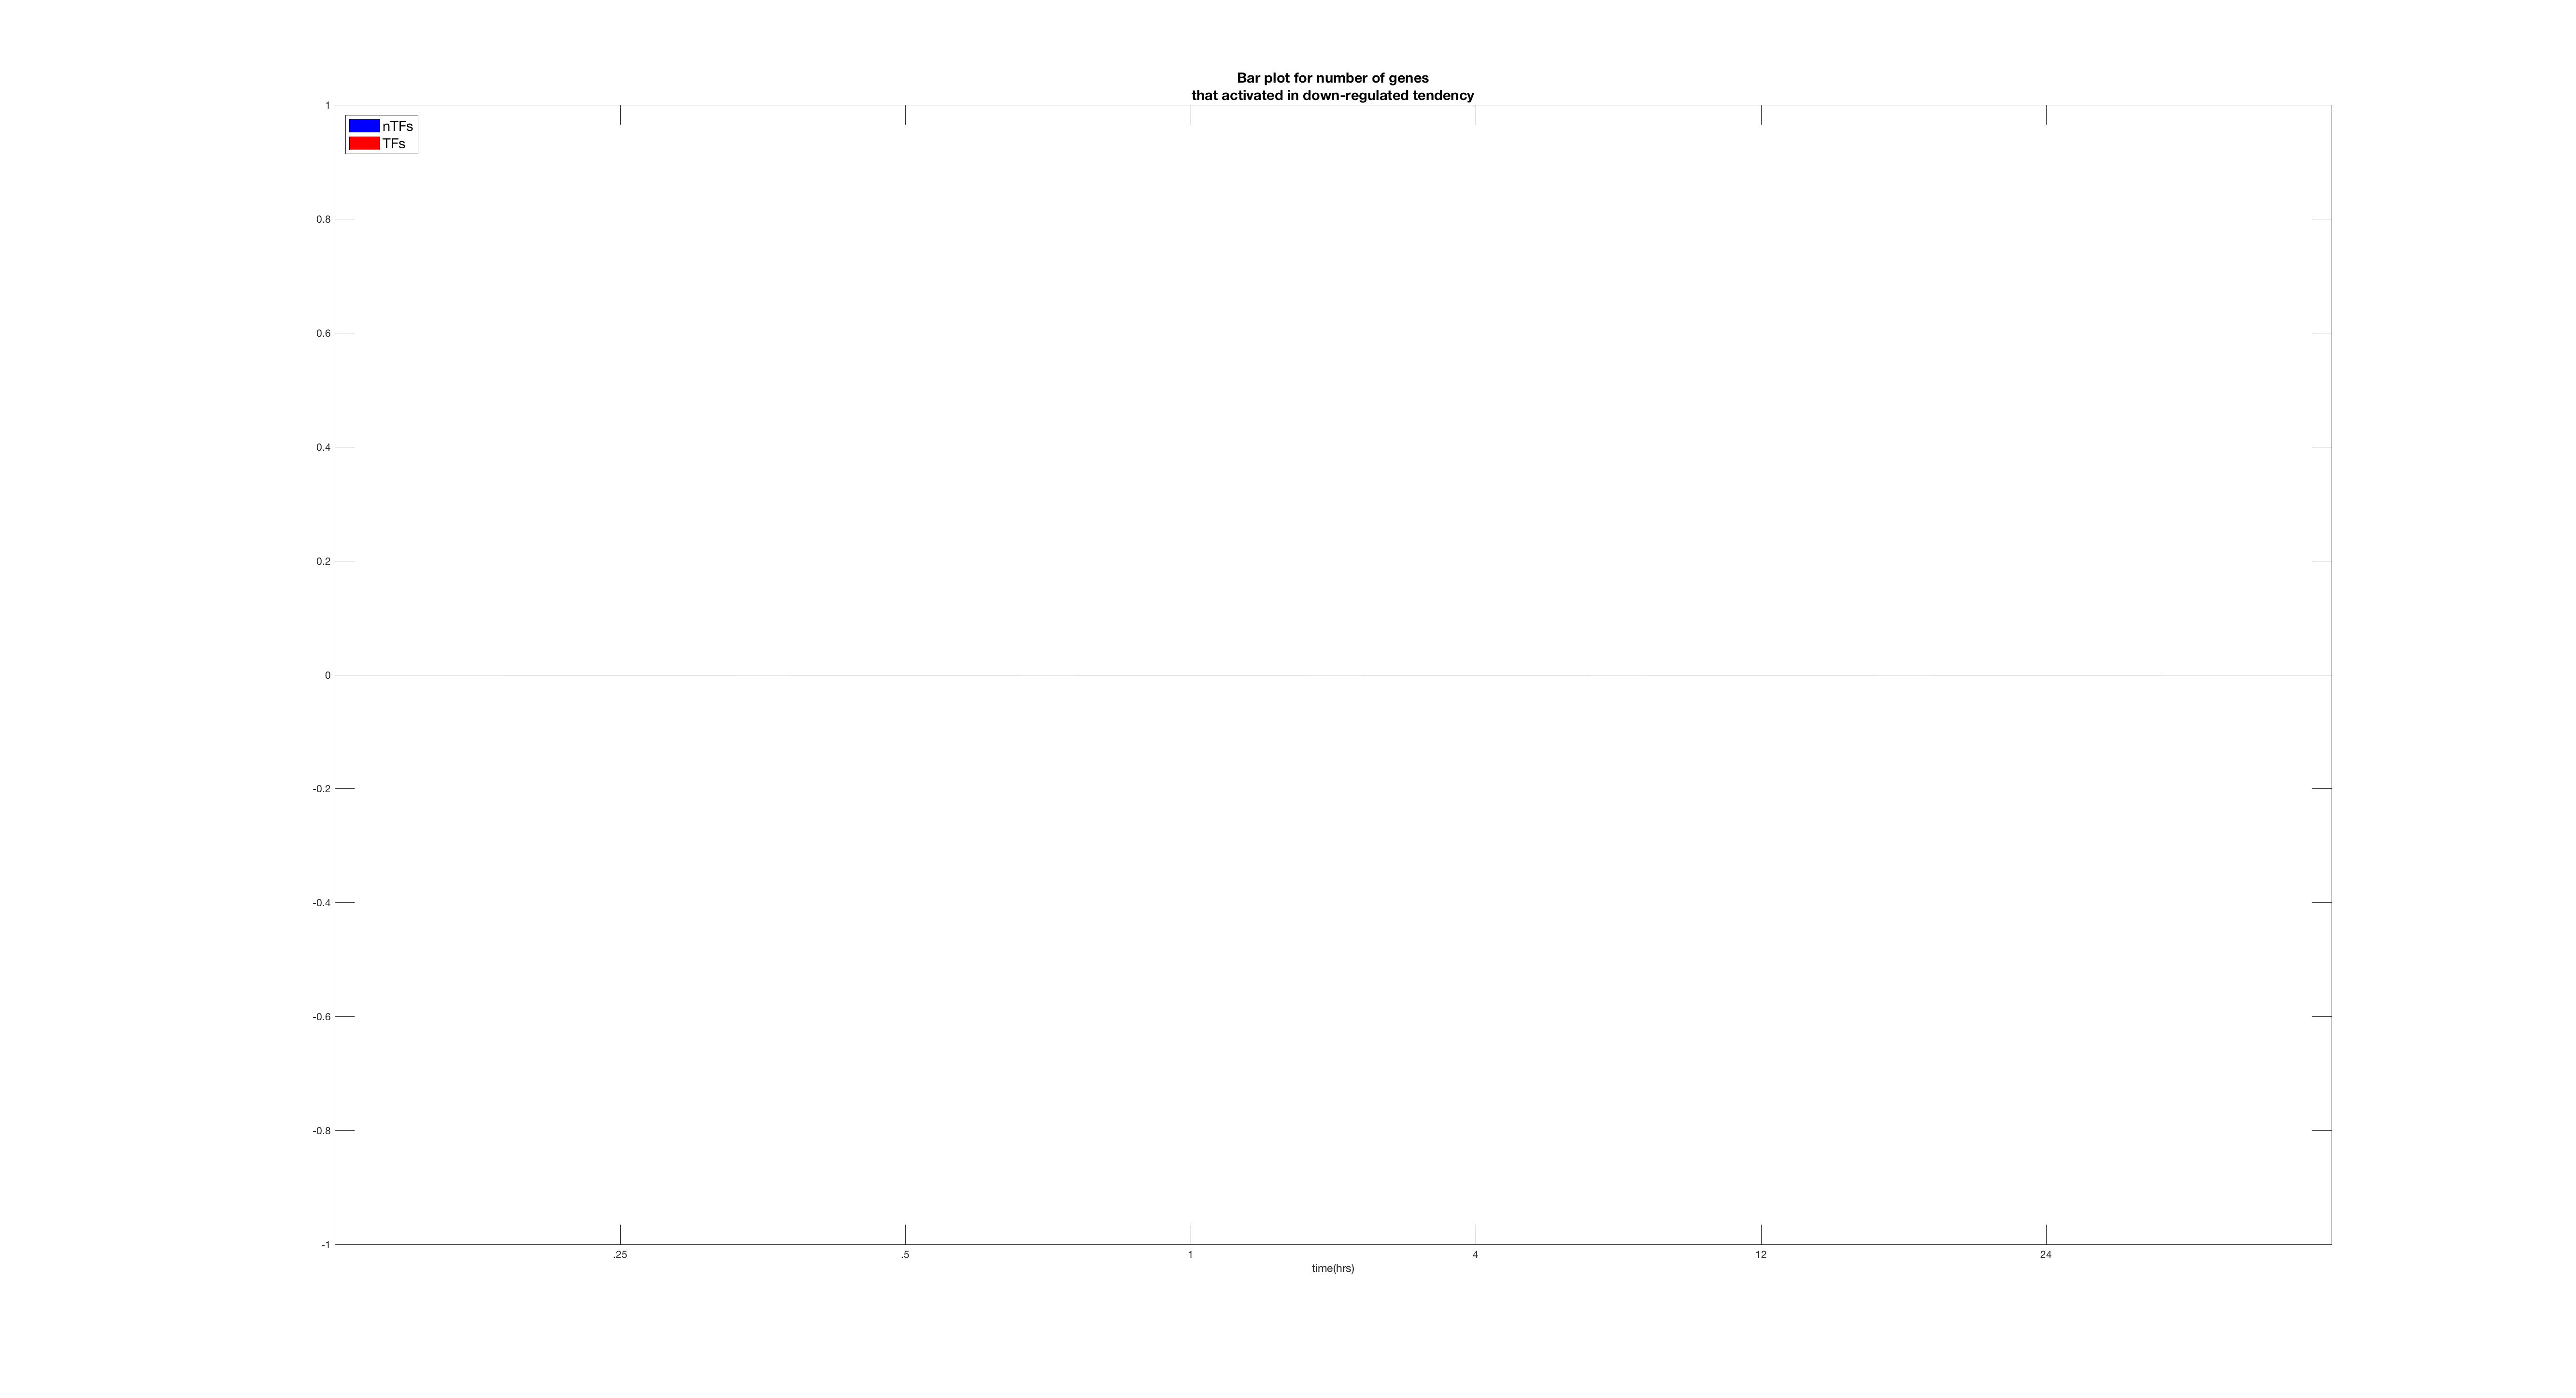 Bar plot for number of genes
that activated in down-regulated tendency
nTFs
TFs
1
0.8
0.6
0.4
0.2
0
-0.2
-0.4
-0.6
-0.8
-1
.25 .5 1 4 12 24
time(hrs)